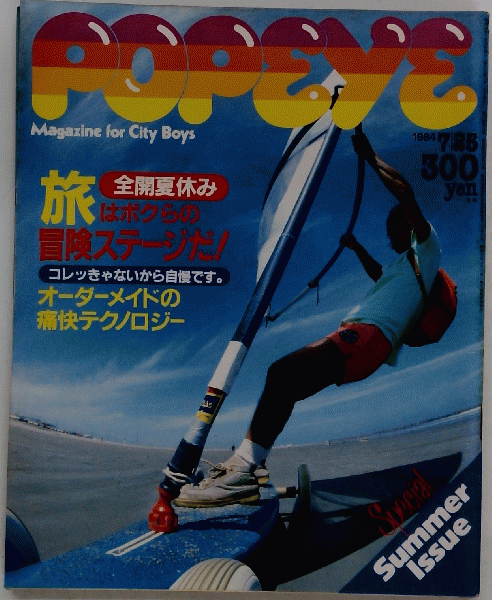 POPEYE
Magazine for City Boys
1984 7/25
300
yen
全開夏休み
旅はボクらの
冒険ステージだ!
コレッきゃないから自慢です。
オーダーメイドの
痛快テクノロジー
Special
Summer
Issue